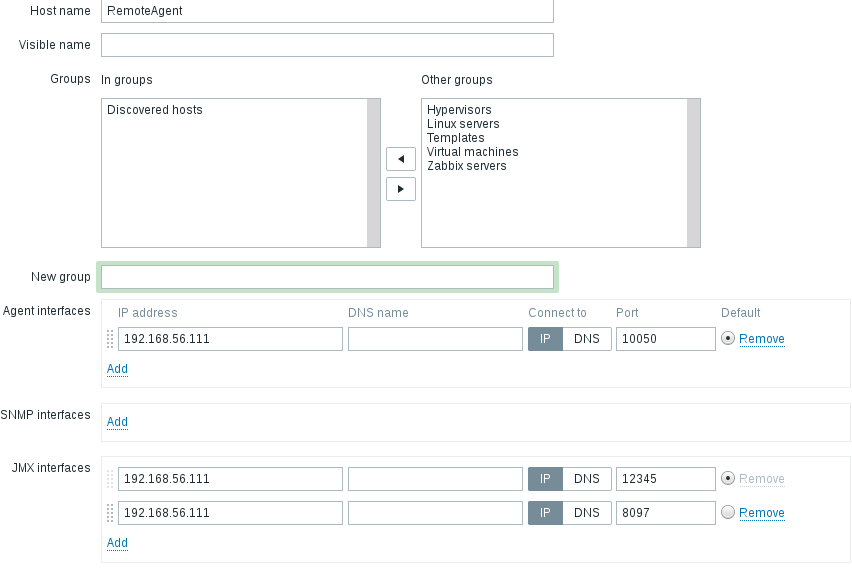 Host name RemoteAgent
Visible name
Groups In groups Other groups
Discovered hosts
Hypervisors
Linux servers
Templates
Virtual machines
Zabbix servers
New group
Agent interfaces IP address DNS name Connect to Port Default
192.168.56.111 IP DNS 10050 Remove
Add
SNMP interfaces
Add
JMX interfaces
192.168.56.111 IP DNS 12345 Remove
192.168.56.111 IP DNS 8097 Remove
Add